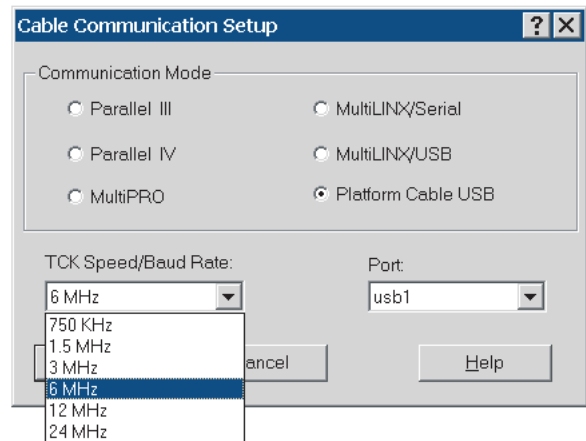 Cable Communication Setup
Communication Mode
Parallel III
MultiLINX/Serial
Parallel IV
MultiLINX/USB
MultiPRO
Platform Cable USB
TCK Speed/Baud Rate:
Port:
6 MHz
usb1
750 KHz
1.5 MHz
3 MHz
6 MHz
12 MHz
24 MHz
ancel
Help